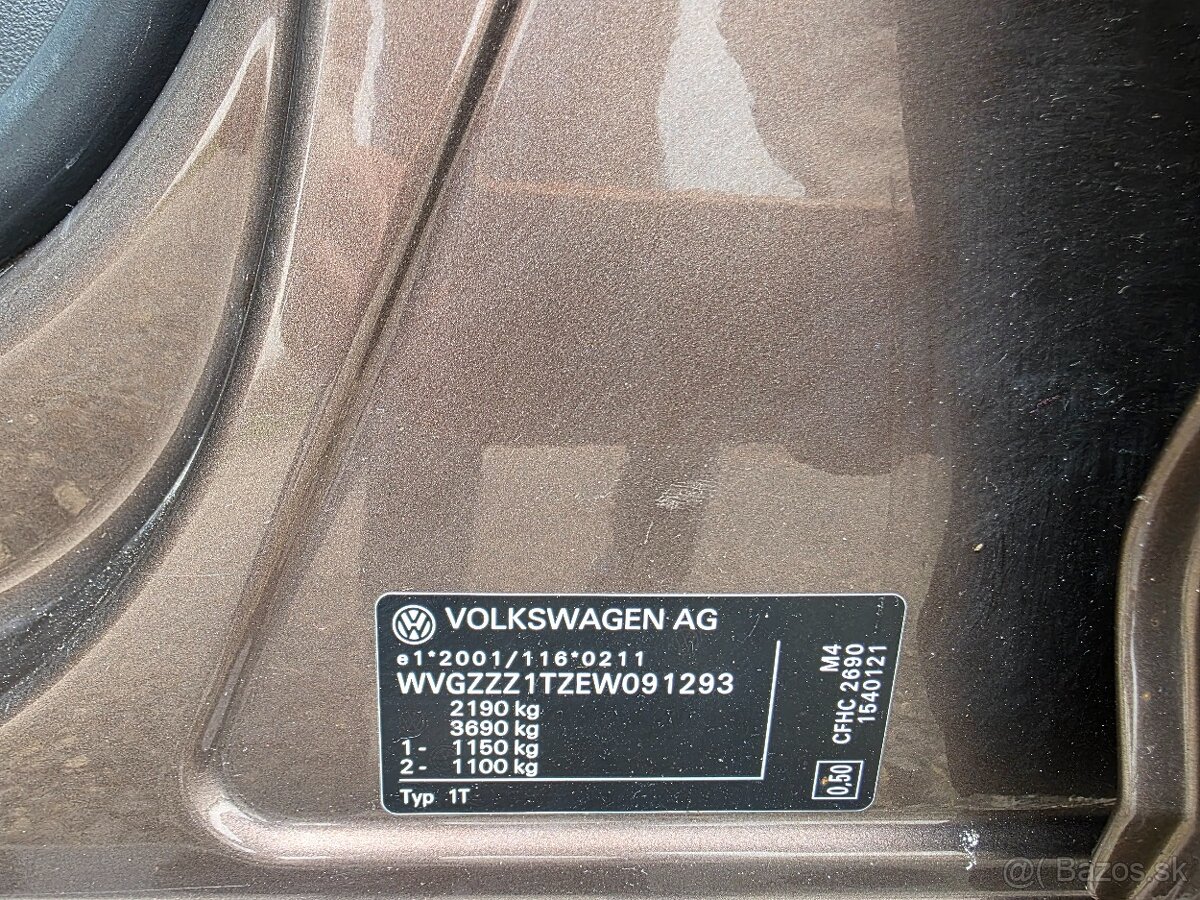 VOLKSWAGEN AG
e1*2001/116*0211
WVGZZZ1TZEW091293
2190 kg
3690 kg
1- 1150 kg
2- 1100 kg
Typ 1T
M4
CFHC 2690
1540121
0,50
@( Bazos.sk